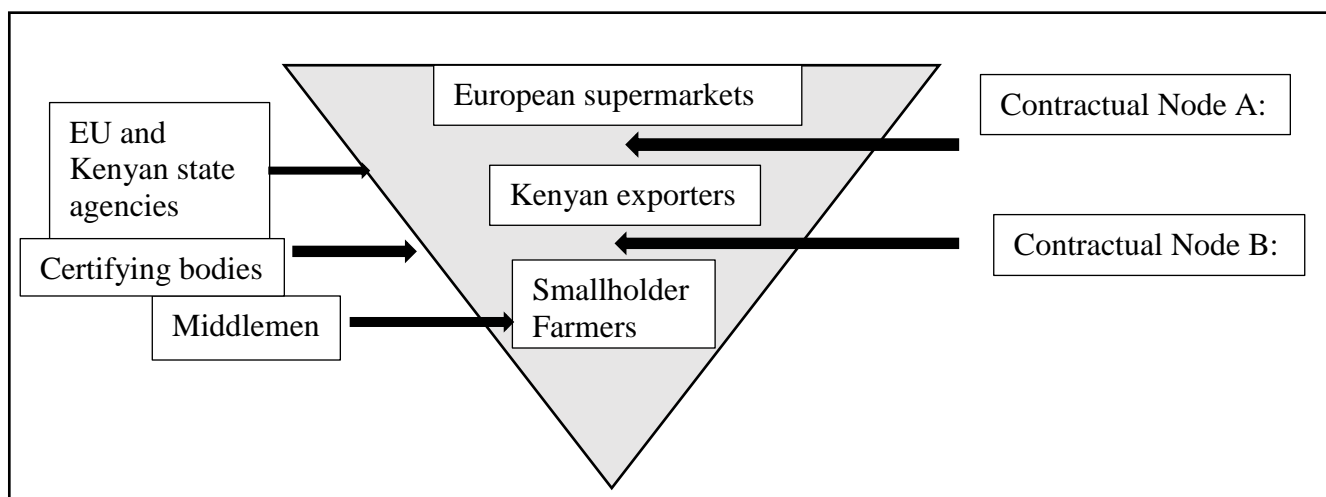 European supermarkets
Contractual Node A:
EU and
Kenyan state
agencies
Kenyan exporters
Contractual Node B:
Certifying bodies
Smallholder
Farmers
Middlemen